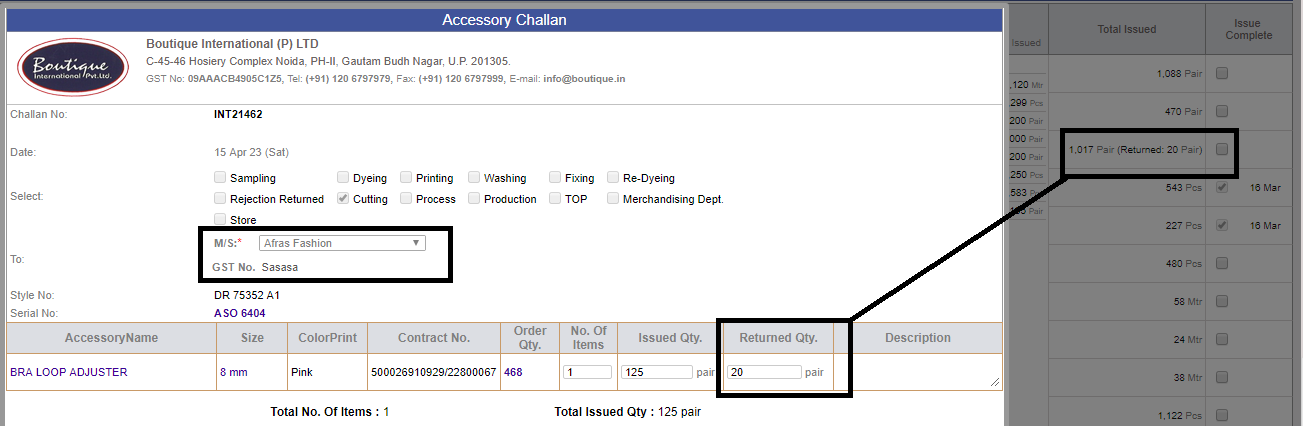 Accessory Challan
Boutique
International Pvt.Ltd.
Boutique International (P) LTD
C-45-46 Hosiery Complex Noida, PH-II, Gautam Budh Nagar, U.P. 201305.
GST No: 09AAACB4905C1Z5, Tel: (+91) 120 6797979, Fax: (+91) 120 6797999, E-mail: info@boutique.in
Challan No: INT21462
Date: 15 Apr 23 (Sat)
Select:
Sampling Dyeing Printing Washing Fixing Re-Dyeing
Rejection Returned Cutting Process Production TOP Merchandising Dept.
Store
To:
M/S:* Afras Fashion
GST No. Sasasa
Style No: DR 75352 A1
Serial No: ASO 6404
AccessoryName Size ColorPrint Contract No. Order Qty. No. Of Items Issued Qty. Returned Qty. Description
BRA LOOP ADJUSTER 8 mm Pink 500026910929/22800067 468 1 125 pair 20 pair
Total No. Of Items : 1 Total Issued Qty : 125 pair
Issued Total Issued Issue Complete
1,088 Pair
,120 Mtr
299 Pcs
470 Pair
200 Pair
000 Pair
1,017 Pair (Returned: 20 Pair)
200 Pair
250 Pcs
543 Pcs 16 Mar
583 Pcs
Pair
227 Pcs 16 Mar
480 Pcs
58 Mtr
24 Mtr
38 Mtr
1,122 Pcs